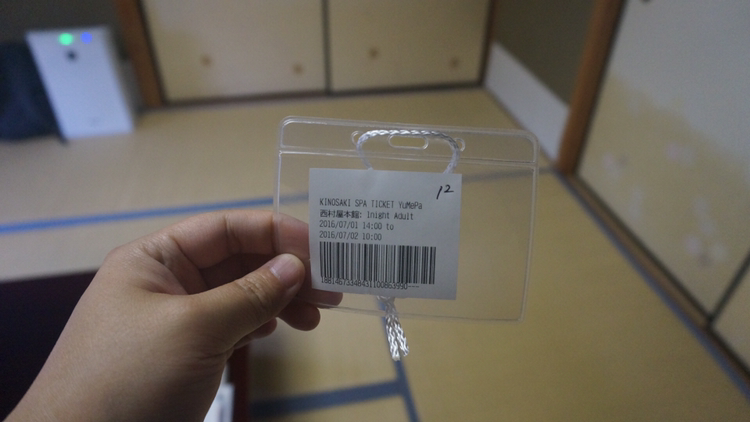 12
KINOSAKI SPA TICKET YuMePa
西村屋本館: 1night Adult
2016/07/01 14:00 to
2016/07/02 10:00